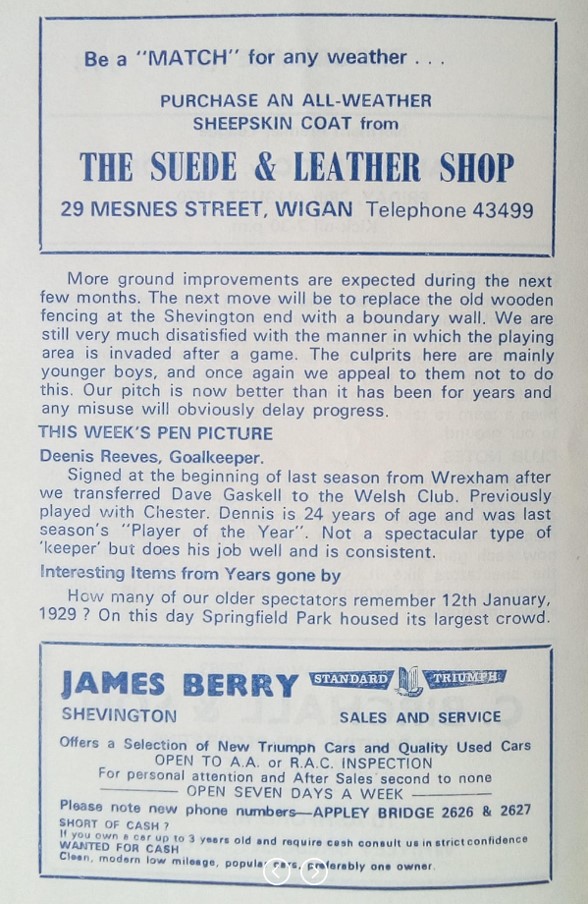 Be a "MATCH" for any weather . . .
PURCHASE AN ALL-WEATHER
SHEEPSKIN COAT from
THE SUEDE & LEATHER SHOP
29 MESNES STREET, WIGAN Telephone 43499
More ground improvements are expected during the next
few months. The next move will be to replace the old wooden
fencing at the Shevington end with a boundary wall. We are
still very much disatisfied with the manner in which the playing
area is invaded after a game. The culprits here are mainly
younger boys, and once again we appeal to them not to do
this. Our pitch is now better than it has been for years and
any misuse will obviously delay progress.
THIS WEEK'S PEN PICTURE
Deenis Reeves, Goalkeeper.
Signed at the beginning of last season from Wrexham after
we transferred Dave Gaskell to the Welsh Club. Previously
played with Chester. Dennis is 24 years of age and was last
season's "Player of the Year". Not a spectacular type of
'keeper' but does his job well and is consistent.
Interesting Items from Years gone by
How many of our older spectators remember 12th January,
1929 ? On this day Springfield Park housed its largest crowd.
JAMES BERRY STANDARD TRIUMPH
SHEVINGTON SALES AND SERVICE
Offers a Selection of New Triumph Cars and Quality Used Cars
OPEN TO A.A. or R.A.C. INSPECTION
For personal attention and After Sales second to none
OPEN SEVEN DAYS A WEEK
Please note new phone numbers—APPLEY BRIDGE 2626 & 2627
SHORT OF CASH ?
If you own a car up to 3 years old and require cash consult us in strict confidence
WANTED FOR CASH
Clean, modern low mileage, popular cars, preferably one owner.